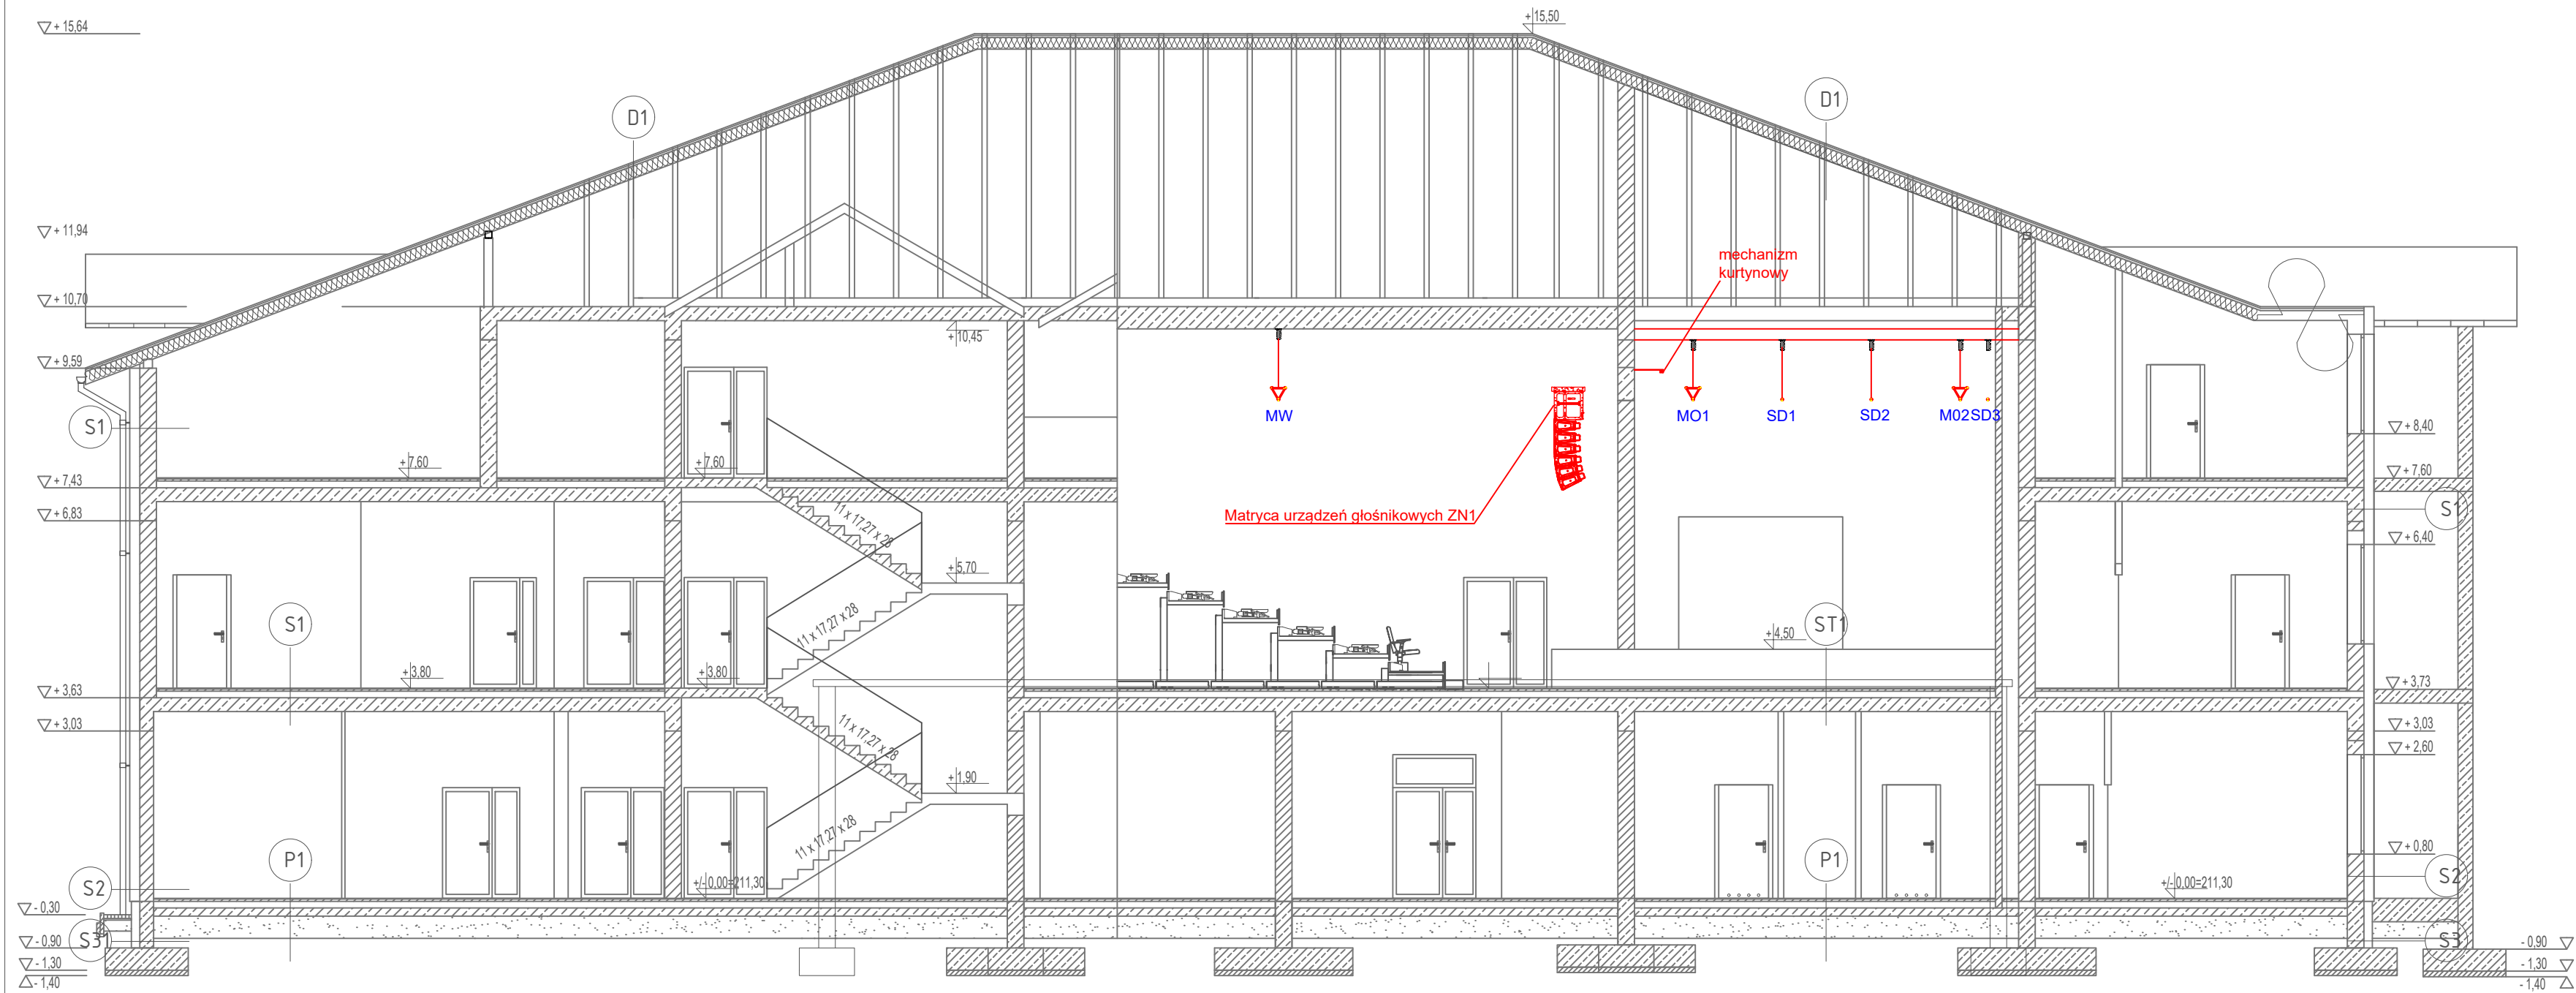 + 15,64
+ 15,50
D1
D1
+ 11,94
mechanizm
kurtynowy
+ 10,70
+ 10,45
+ 9,59
MW
MO1
SD1
SD2
M02
SD3
S1
+ 8,40
+ 7,60
+ 7,60
+ 7,60
+ 7,43
Matryca urządzeń głośnikowych ZN1
S1
+ 6,83
11 x 17,27 x 28
+ 6,40
+ 5,70
S1
11 x 17,27 x 28
ST1
+ 4,50
+ 3,80
+ 3,80
+ 3,73
+ 3,63
+ 3,03
11 x 17,27 x 28
+ 3,03
+ 2,60
+ 1,90
11 x 17,27 x 28
P1
P1
+ 0,80
S2
+/- 0,00=211,30
+/- 0,00=211,30
S2
- 0,30
S3
- 0,90
S3
- 0,90
- 1,30
- 1,30
- 1,40
- 1,40